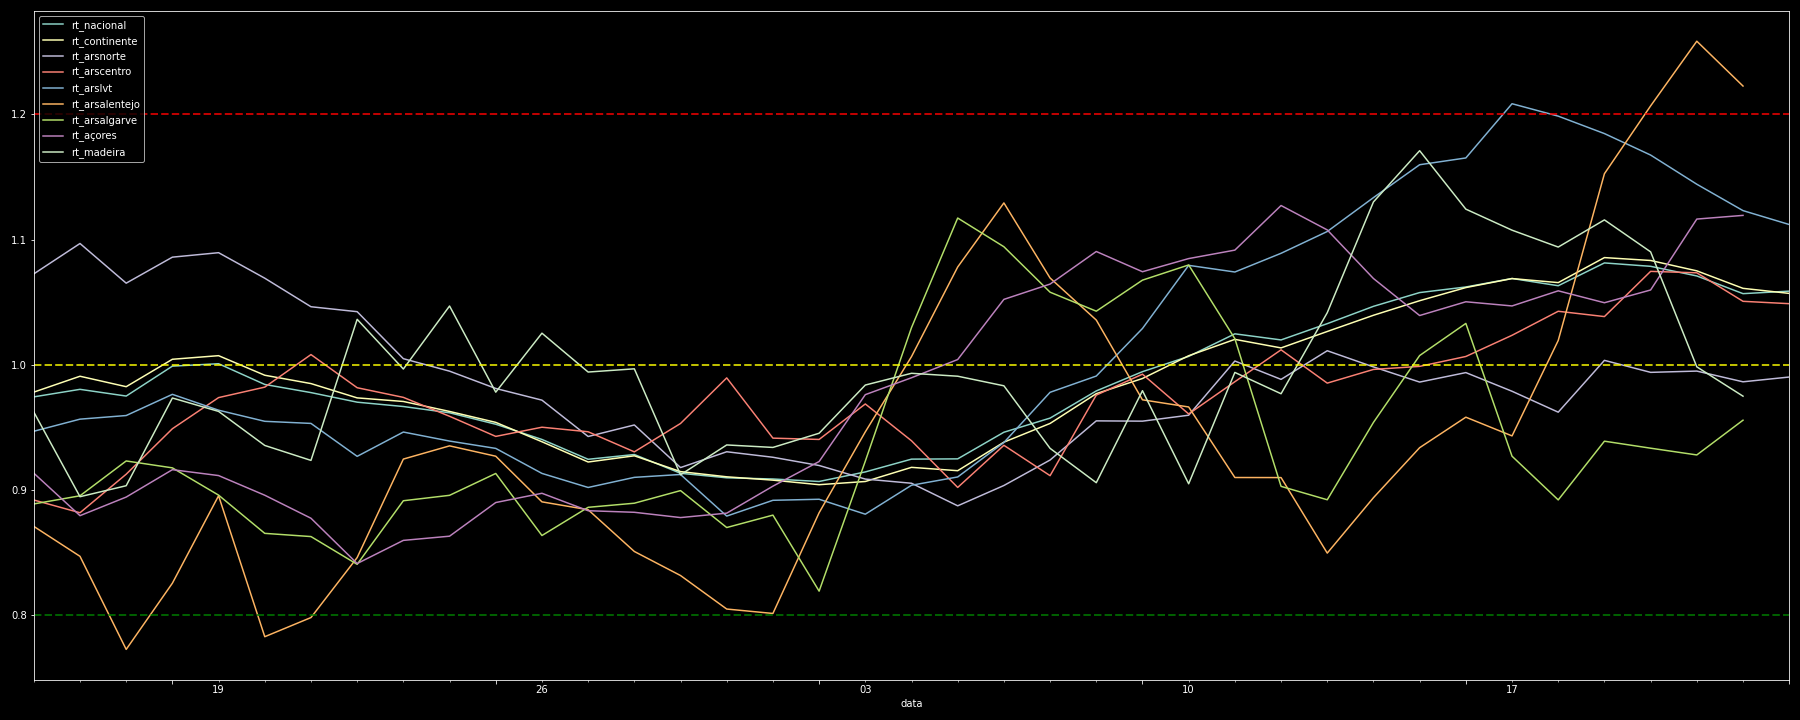 rt_nacional
rt_continente
rt_arsnorte
rt_arscentro
rt_arslvt
rt_arsalentejo
rt_arsalgarve
rt_açores
rt_madeira
1.2
1.1
1.0
0.9
0.8
19 26 03 10 17
data